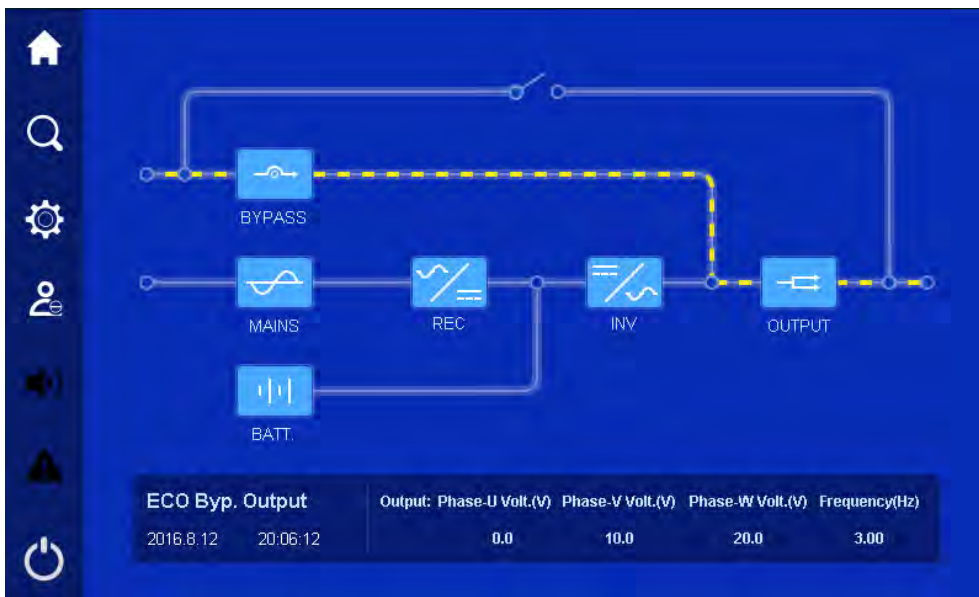 BYPASS
MAINS REC INV OUTPUT
BATT.
ECO Byp. Output Output: Phase-U Volt.(V) Phase-V Volt.(V) Phase-W Volt.(V) Frequency(Hz)
2016.8.12 20:06:12 0.0 10.0 20.0 3.00